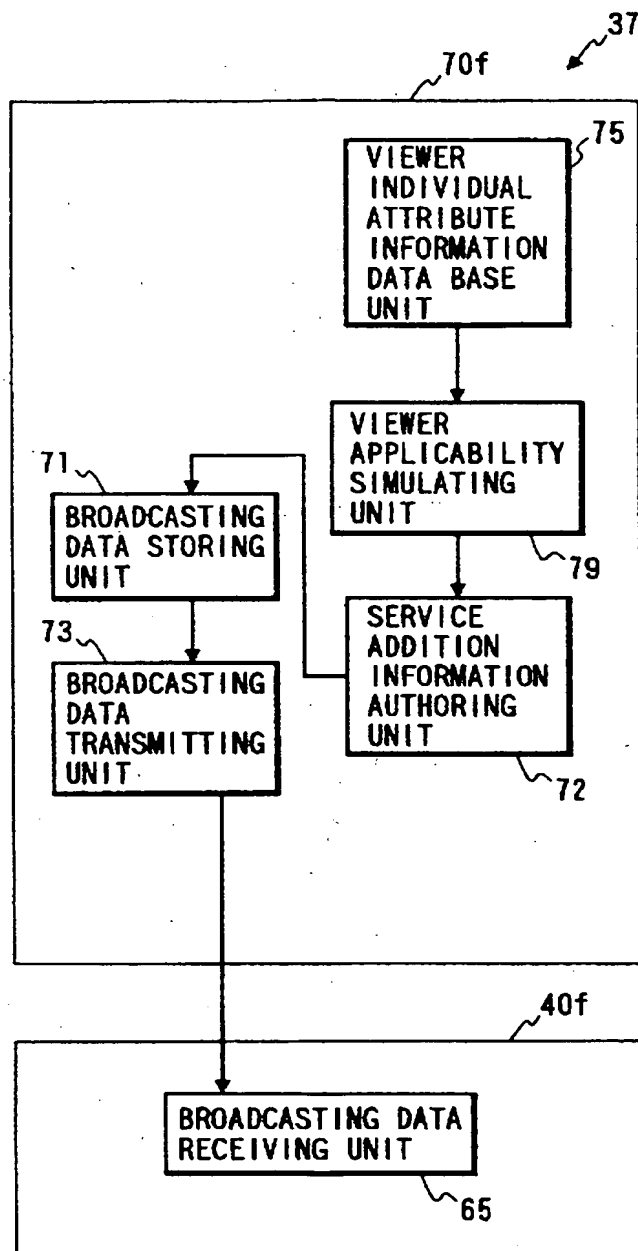 37
70f
75
VIEWER
INDIVIDUAL
ATTRIBUTE
INFORMATION
DATA BASE
UNIT
VIEWER
APPLICABILITY
SIMULATING
UNIT
79
71
BROADCASTING
DATA STORING
UNIT
SERVICE
ADDITION
INFORMATION
AUTHORING
UNIT
72
73
BROADCASTING
DATA
TRANSMITTING
UNIT
40f
BROADCASTING DATA
RECEIVING UNIT
65